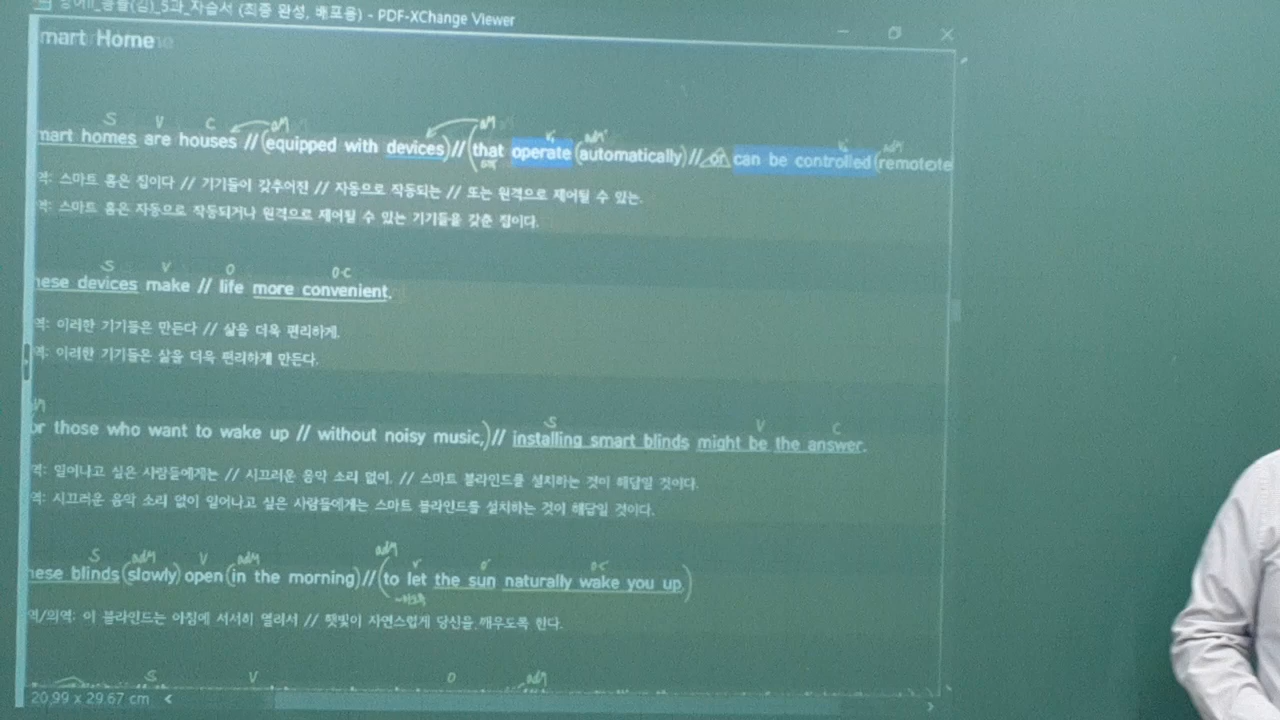 (최종 완성, 배포용) - PDF-XChange Viewer
mart Home
S V C adj adj V₁ adv V₂ adv
mart homes are houses //(equipped with devices)//(that operate (automatically)// or can be controlled (remote
역: 스마트 홈은 집이다 // 기기들이 갖추어진 // 자동으로 작동되는 // 또는 원격으로 제어될 수 있는.
역: 스마트 홈은 자동으로 작동되거나 원격으로 제어될 수 있는 기기들을 갖춘 집이다.
S V O O·C
hese devices make // life more convenient.
역: 이러한 기기들은 만든다 // 삶을 더욱 편리하게.
역: 이러한 기기들은 삶을 더욱 편리하게 만든다.
S V C
or those who want to wake up // without noisy music,)// installing smart blinds might be the answer.
역: 일어나고 싶은 사람들에게는 // 시끄러운 음악 소리 없이. // 스마트 블라인드를 설치하는 것이 해답일 것이다.
역: 시끄러운 음악 소리 없이 일어나고 싶은 사람들에게는 스마트 블라인드를 설치하는 것이 해답일 것이다.
S adv V adv adv v' o' oc'
hese blinds (slowly) open (in the morning)//(to let the sun naturally wake you up.)
~하도록
역/의역: 이 블라인드는 아침에 서서히 열려서 // 햇빛이 자연스럽게 당신을 깨우도록 한다.
S V O adv
20.99 x 29.67 cm